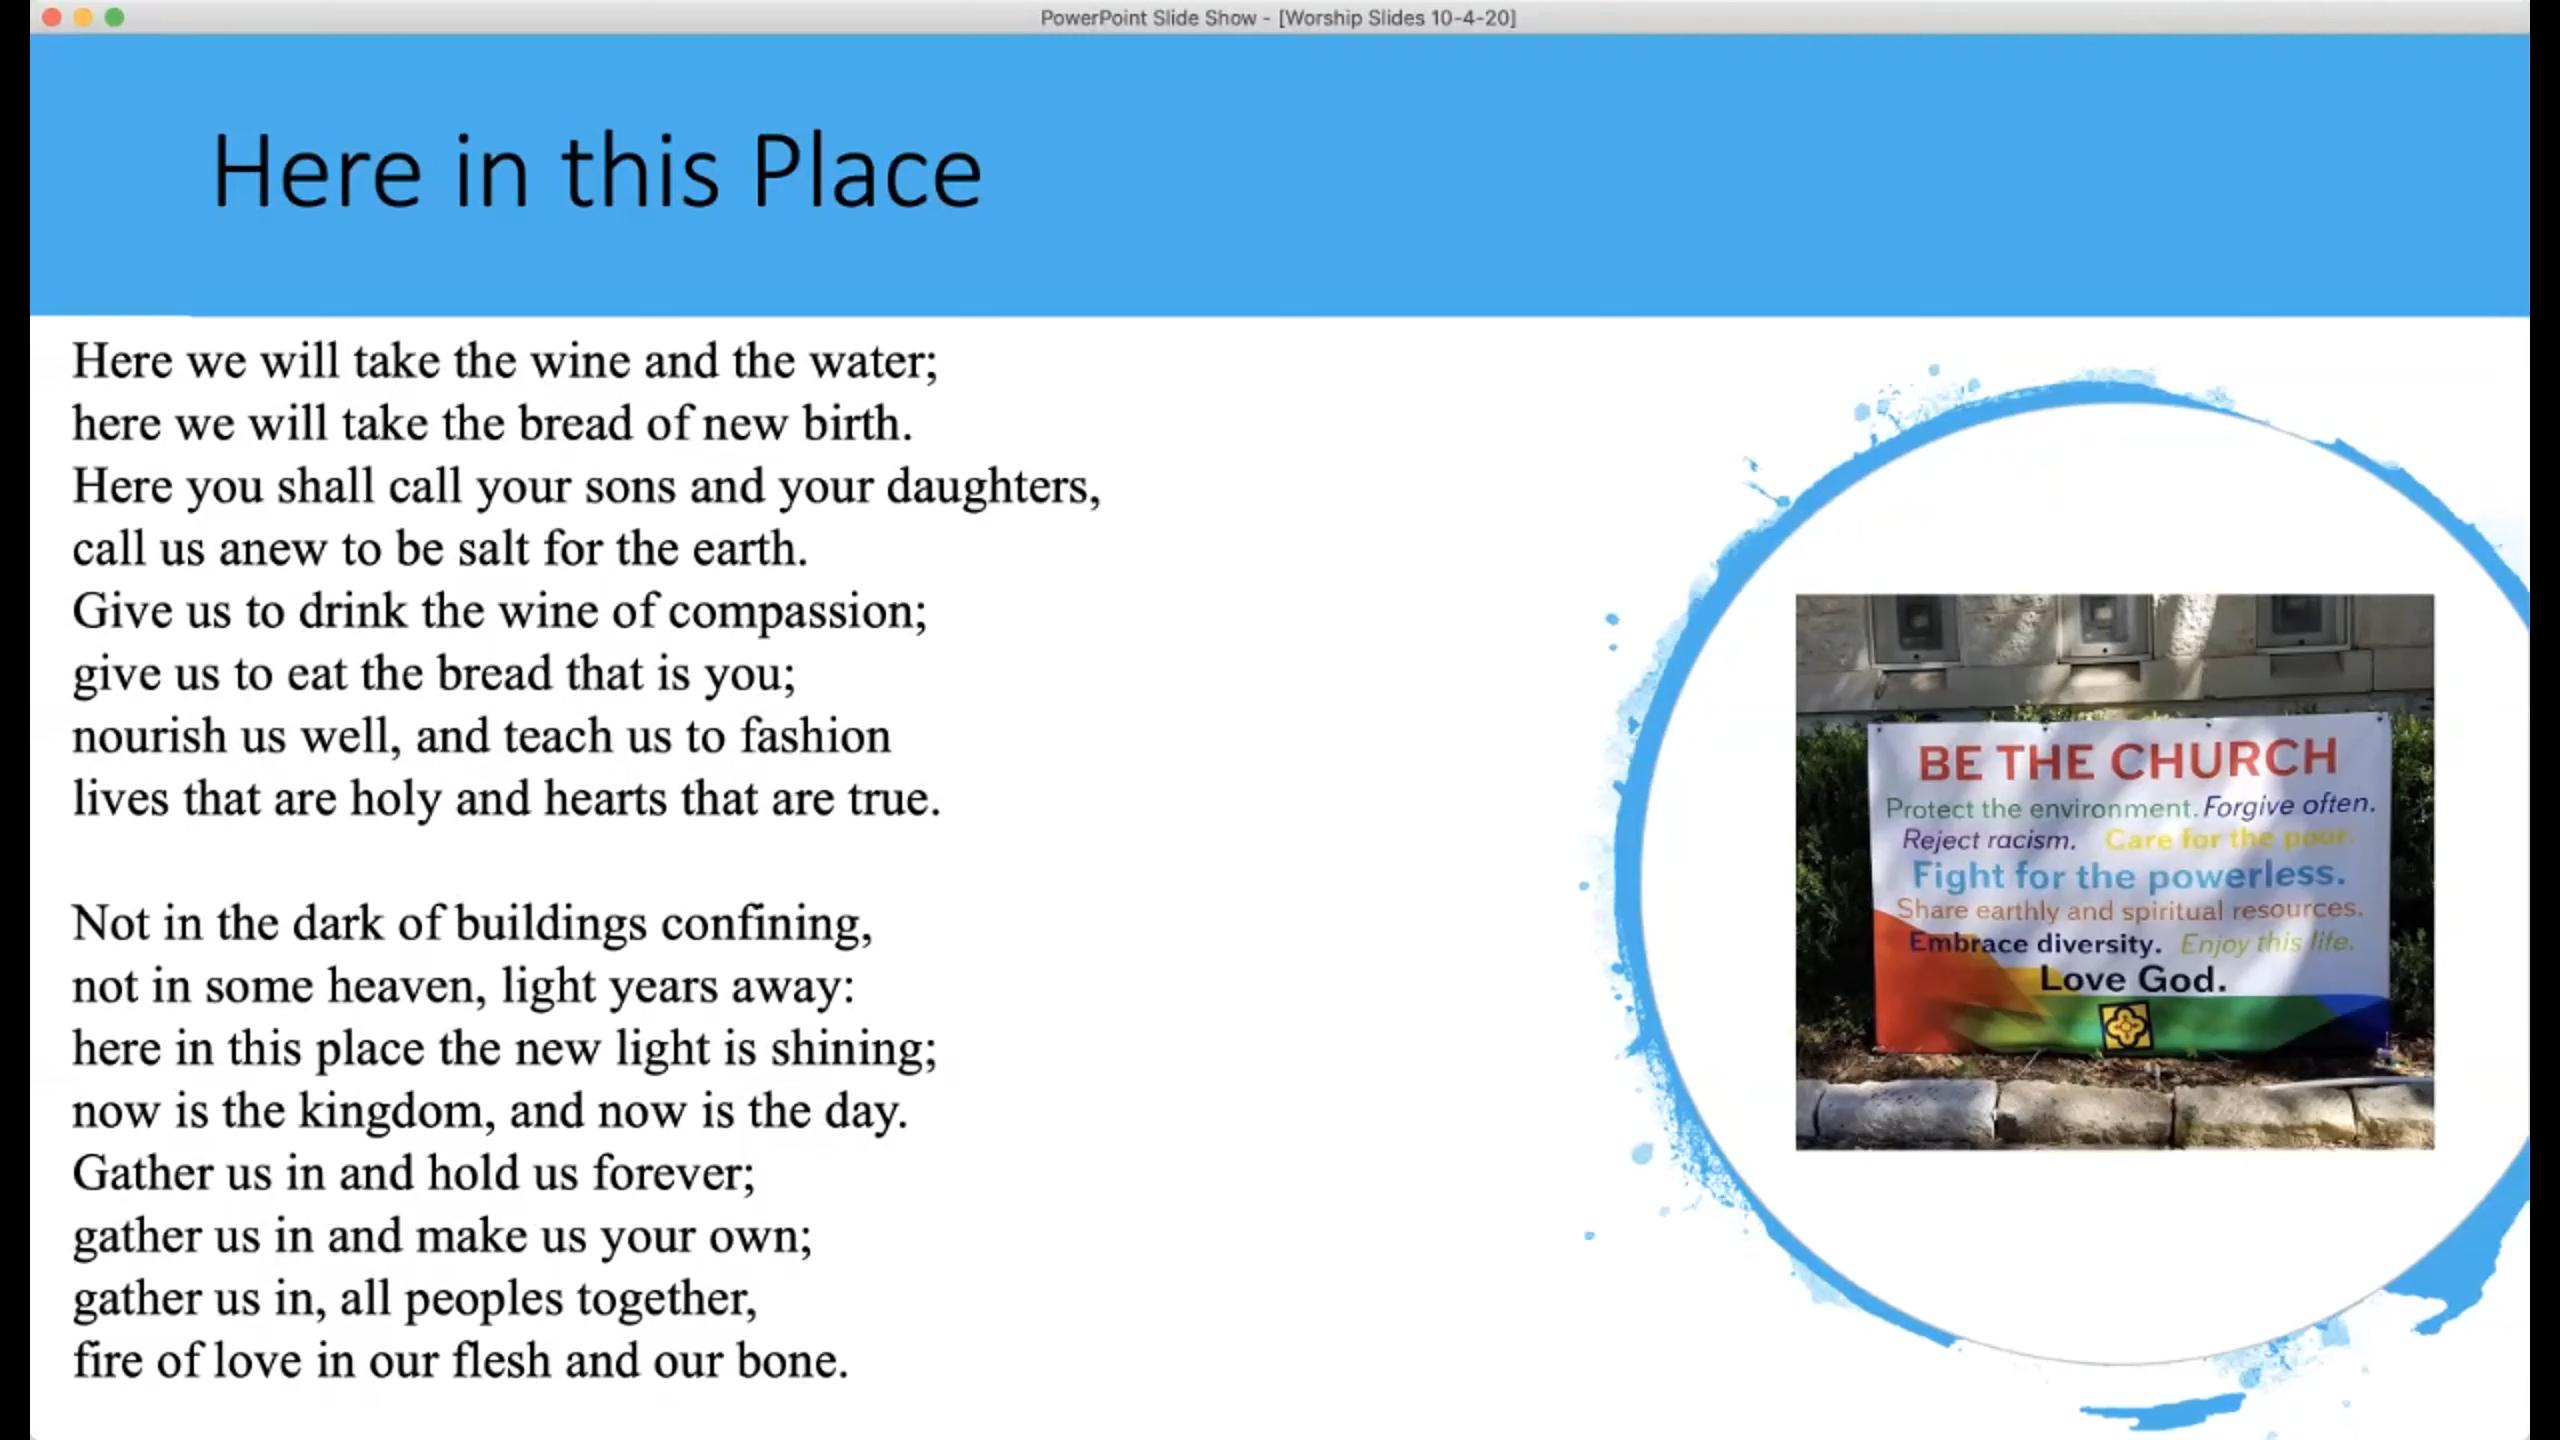 PowerPoint Slide Show - [Worship Slides 10-4-20]
Here in this Place
Here we will take the wine and the water;
here we will take the bread of new birth.
Here you shall call your sons and your daughters,
call us anew to be salt for the earth.
Give us to drink the wine of compassion;
give us to eat the bread that is you;
nourish us well, and teach us to fashion
lives that are holy and hearts that are true.
Not in the dark of buildings confining,
not in some heaven, light years away:
here in this place the new light is shining;
now is the kingdom, and now is the day.
Gather us in and hold us forever;
gather us in and make us your own;
gather us in, all peoples together,
fire of love in our flesh and our bone.
BE THE CHURCH
Protect the environment. Forgive often.
Reject racism. Care for the poor.
Fight for the powerless.
Share earthly and spiritual resources.
Embrace diversity. Enjoy this life.
Love God.